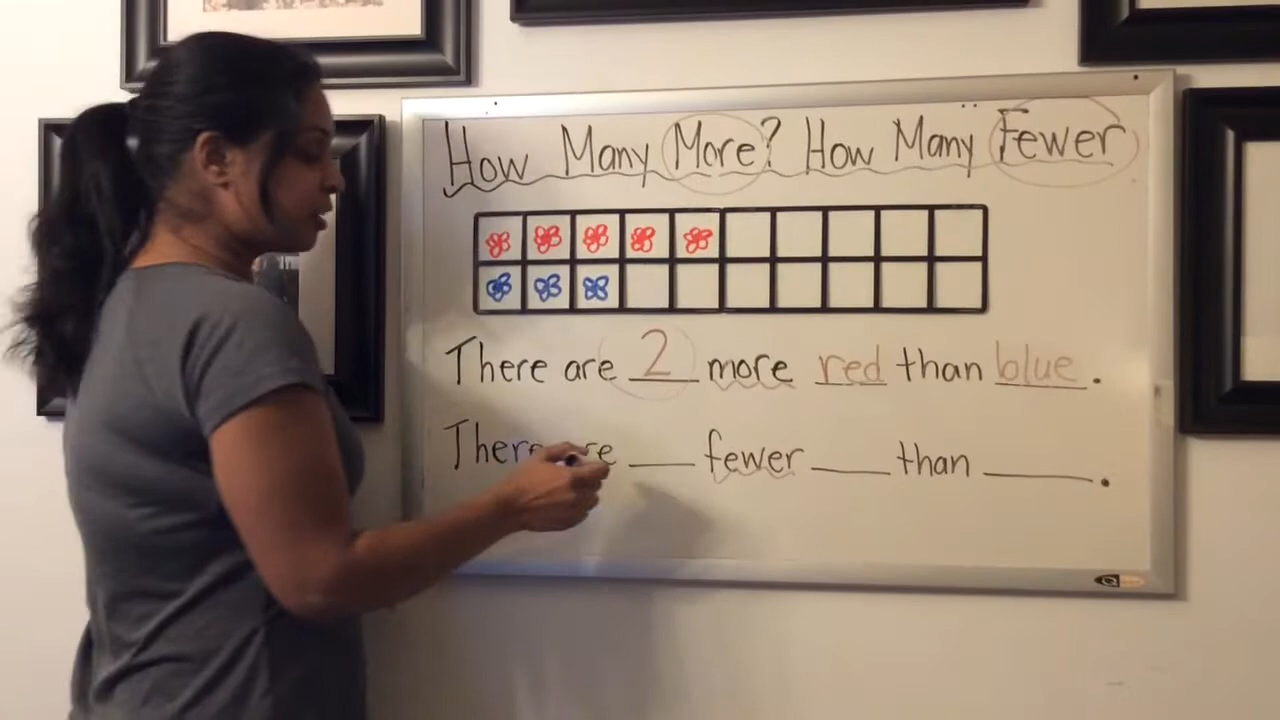 How Many More? How Many Fewer
There are 2 more red than blue.
There are ___ fewer ___ than ___.